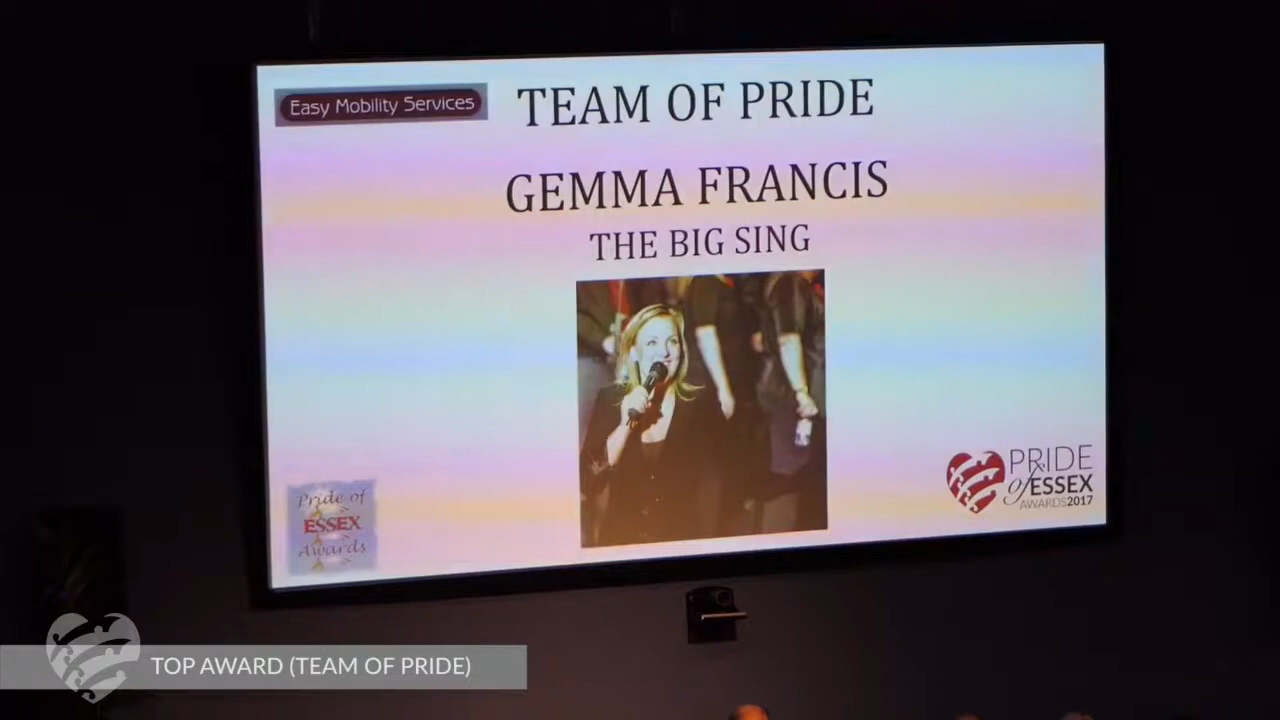 Easy Mobility Services
TEAM OF PRIDE
GEMMA FRANCIS
THE BIG SING
Pride of
ESSEX
Awards
PRIDE
of ESSEX
AWARDS2017
TOP AWARD (TEAM OF PRIDE)